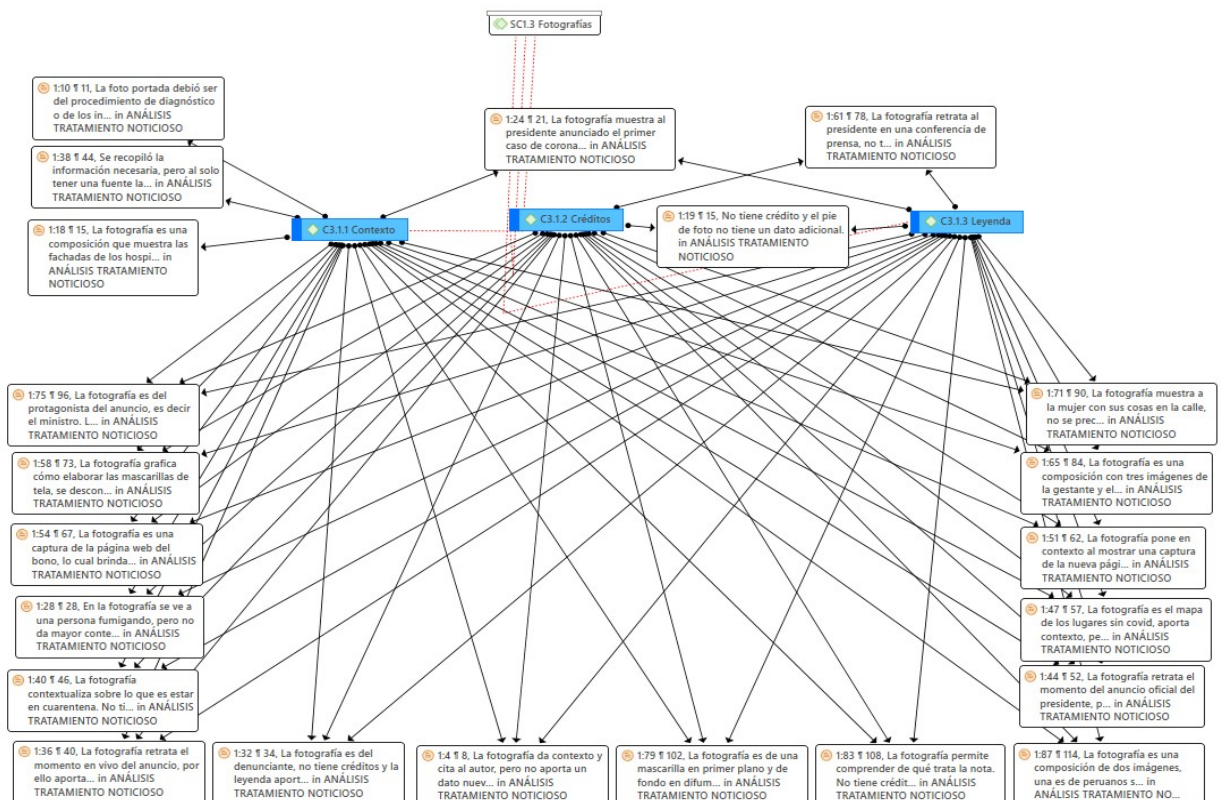 SC1.3 Fotografías
1:10 ¶ 11, La foto portada debió ser
del procedimiento de diagnóstico
o de los in... in ANÁLISIS
TRATAMIENTO NOTICIOSO
1:24 ¶ 21, La fotografía muestra al
presidente anunciado el primer
caso de corona... in ANÁLISIS
TRATAMIENTO NOTICIOSO
1:61 ¶ 78, La fotografía retrata al
presidente en una conferencia de
prensa, no t... in ANÁLISIS
TRATAMIENTO NOTICIOSO
1:38 ¶ 44, Se recopiló la
información necesaria, pero al solo
tener una fuente la... in ANÁLISIS
TRATAMIENTO NOTICIOSO
1:18 ¶ 15, La fotografía es una
composición que muestra las
fachadas de los hospi... in
ANÁLISIS TRATAMIENTO
NOTICIOSO
C3.1.1 Contexto
C3.1.2 Créditos
1:19 ¶ 15, No tiene crédito y el pie
de foto no tiene un dato adicional.
in ANÁLISIS TRATAMIENTO
NOTICIOSO
C3.1.3 Leyenda
1:75 ¶ 96, La fotografía es del
protagonista del anuncio, es decir
el ministro. L... in ANÁLISIS
TRATAMIENTO NOTICIOSO
1:71 ¶ 90, La fotografía muestra a
la mujer con sus cosas en la calle,
no se prec... in ANÁLISIS
TRATAMIENTO NOTICIOSO
1:58 ¶ 73, La fotografía grafica
cómo elaborar las mascarillas de
tela, se descon... in ANÁLISIS
TRATAMIENTO NOTICIOSO
1:65 ¶ 84, La fotografía es una
composición con tres imágenes de
la gestante y el... in ANÁLISIS
TRATAMIENTO NOTICIOSO
1:54 ¶ 67, La fotografía es una
captura de la página web del
bono, lo cual brinda... in ANÁLISIS
TRATAMIENTO NOTICIOSO
1:51 ¶ 62, La fotografía pone en
contexto al mostrar una captura
de la nueva pági... in ANÁLISIS
TRATAMIENTO NOTICIOSO
1:28 ¶ 28, En la fotografía se ve a
una persona fumigando, pero no
da mayor conte... in ANÁLISIS
TRATAMIENTO NOTICIOSO
1:47 ¶ 57, La fotografía es el mapa
de los lugares sin covid, aporta
contexto, pe... in ANÁLISIS
TRATAMIENTO NOTICIOSO
1:40 ¶ 46, La fotografía
contextualiza sobre lo que es estar
en cuarentena. No ti... in ANÁLISIS
TRATAMIENTO NOTICIOSO
1:44 ¶ 52, La fotografía retrata el
momento del anuncio oficial del
presidente, p... in ANÁLISIS
TRATAMIENTO NOTICIOSO
1:36 ¶ 40, La fotografía retrata el
momento en vivo del anuncio, por
ello aporta... in ANÁLISIS
TRATAMIENTO NOTICIOSO
1:32 ¶ 34, La fotografía es del
denunciante, no tiene créditos y la
leyenda aport... in ANÁLISIS
TRATAMIENTO NOTICIOSO
1:4 ¶ 8, La fotografía da contexto y
cita al autor, pero no aporta un
dato nuev... in ANÁLISIS
TRATAMIENTO NOTICIOSO
1:79 ¶ 102, La fotografía es de una
mascarilla en primer plano y de
fondo en difum... in ANÁLISIS
TRATAMIENTO NOTICIOSO
1:83 ¶ 108, La fotografía permite
comprender de qué trata la nota.
No tiene crédit... in ANÁLISIS
TRATAMIENTO NOTICIOSO
1:87 ¶ 114, La fotografía es una
composición de dos imágenes,
una es de peruanos s... in
ANÁLISIS TRATAMIENTO NO...